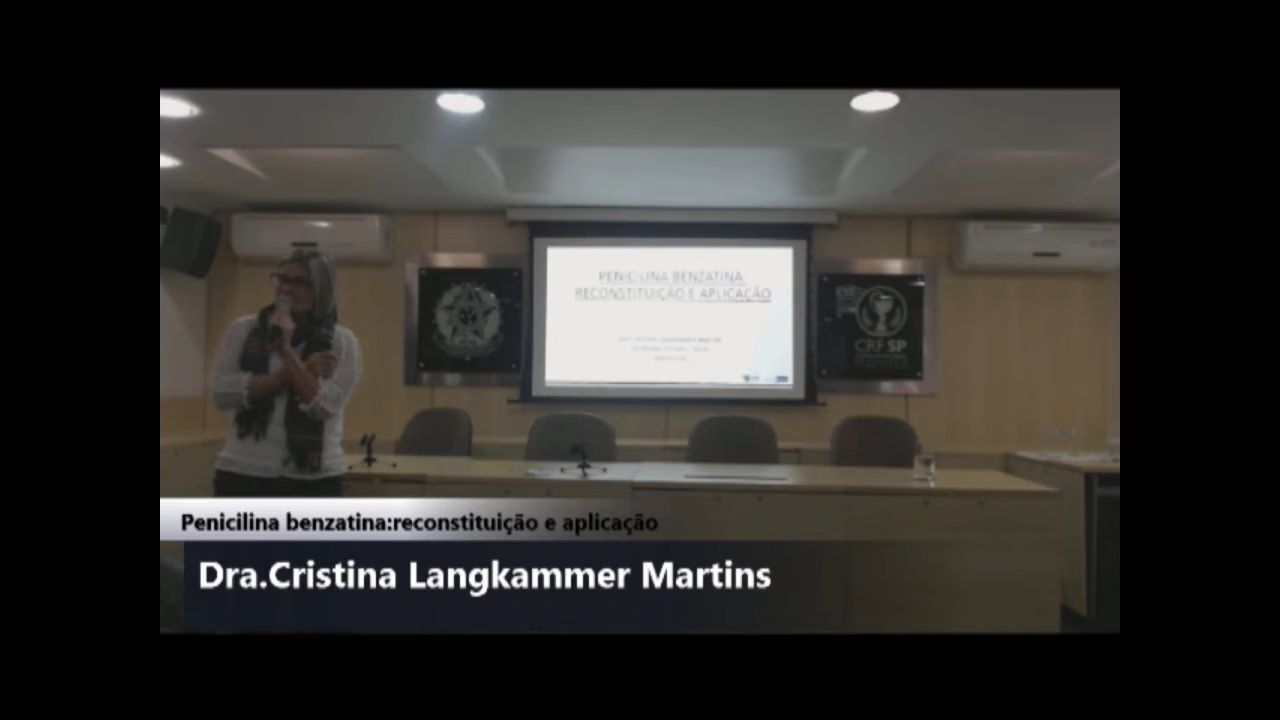 PENICILINA BENZATINA:
RECONSTITUIÇÃO E APLICAÇÃO
CRF SP
Penicilina benzatina:reconstituição e aplicação
Dra.Cristina Langkammer Martins